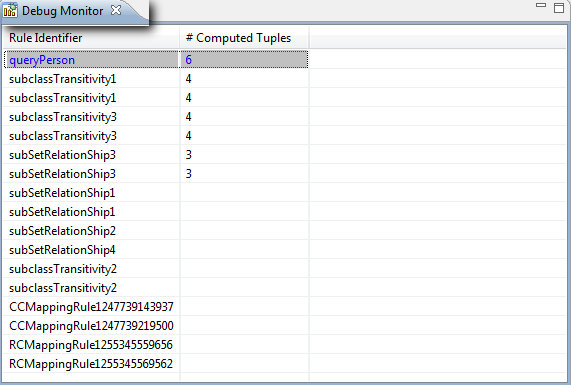 Debug Monitor
Rule Identifier # Computed Tuples
queryPerson 6
subclassTransitivity1 4
subclassTransitivity1 4
subclassTransitivity3 4
subclassTransitivity3 4
subSetRelationShip3 3
subSetRelationShip3 3
subSetRelationShip1
subSetRelationShip1
subSetRelationShip2
subSetRelationShip4
subclassTransitivity2
subclassTransitivity2
CCMappingRule1247739143937
CCMappingRule1247739219500
RCMappingRule1255345559656
RCMappingRule1255345569562